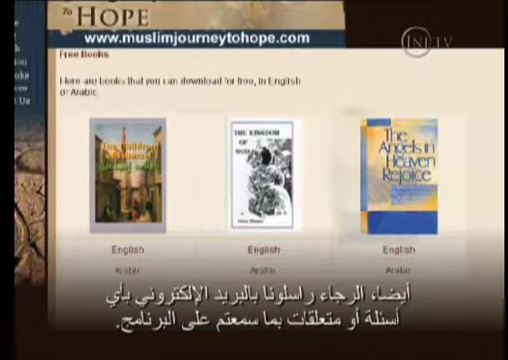 To HOPE
www.muslimjourneytohope.com
Free Books
Here are books that you can download for free, in English
or Arabic.
THE KINGDOM
OF
GOD
The
Angels in
Heaven
Rejoice
English
English
English
Arabic
Arabic
Arabic
أيضاء، الرجاء راسلونا بالبريد الإلكتروني بأي
أسئلة أو متعلقات بما سمعتم على البرنامج.